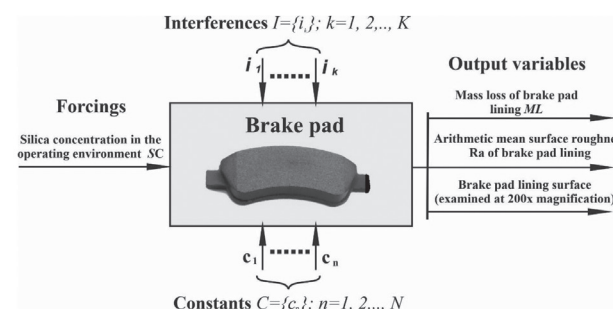 Interferences I={iₖ}; k=1, 2,.., K
i₁ iₖ
Output variables
Forcings
Mass loss of brake pad
lining ML
Brake pad
Silica concentration in the
operating environment SC
Arithmetic mean surface roughne
Ra of brake pad lining
Brake pad lining surface
(examined at 200x magnification)
c₁ cₙ
Constants C={cₙ}; n=1, 2,.., N